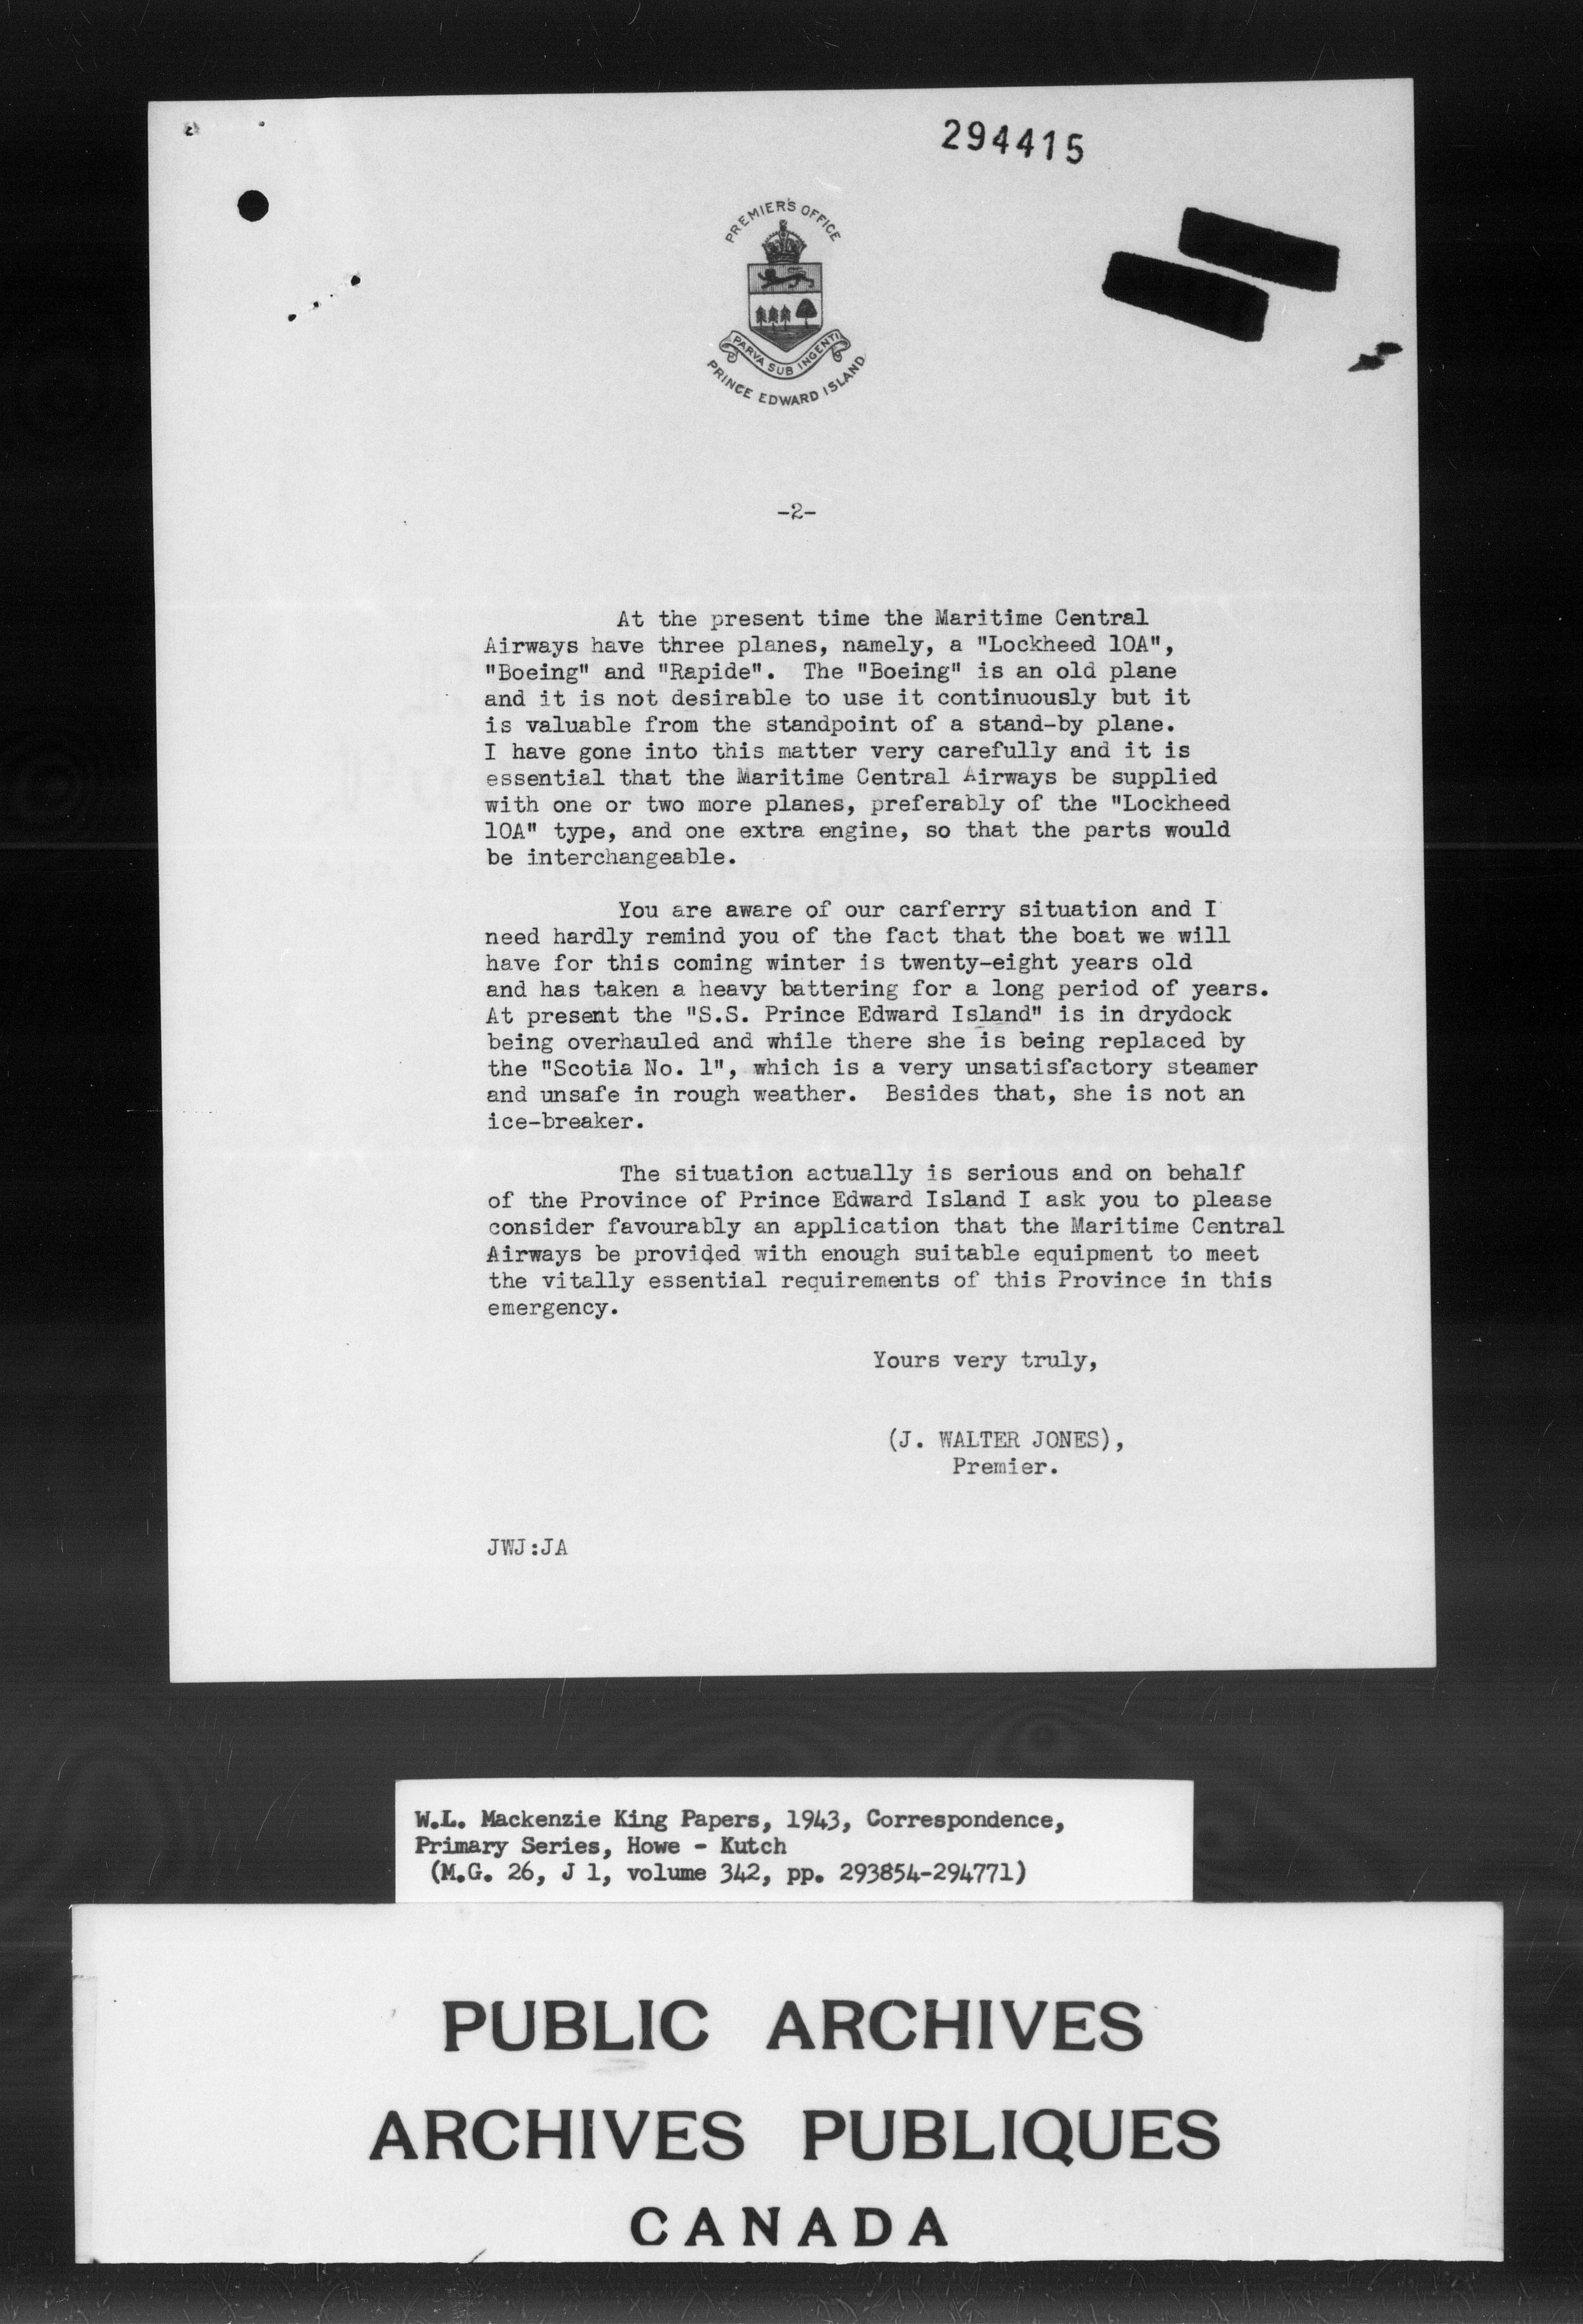 294415
PREMIER'S OFFICE
PARVA SUB INGENTI
PRINCE EDWARD ISLAND
-2-
At the present time the Maritime Central
Airways have three planes, namely, a "Lockheed 10A",
"Boeing" and "Rapide". The "Boeing" is an old plane
and it is not desirable to use it continuously but it
is valuable from the standpoint of a stand-by plane.
I have gone into this matter very carefully and it is
essential that the Maritime Central Airways be supplied
with one or two more planes, preferably of the "Lockheed
10A" type, and one extra engine, so that the parts would
be interchangeable.
You are aware of our carferry situation and I
need hardly remind you of the fact that the boat we will
have for this coming winter is twenty-eight years old
and has taken a heavy battering for a long period of years.
At present the "S.S. Prince Edward Island" is in drydock
being overhauled and while there she is being replaced by
the "Scotia No. 1", which is a very unsatisfactory steamer
and unsafe in rough weather. Besides that, she is not an
ice-breaker.
The situation actually is serious and on behalf
of the Province of Prince Edward Island I ask you to please
consider favourably an application that the Maritime Central
Airways be provided with enough suitable equipment to meet
the vitally essential requirements of this Province in this
emergency.
Yours very truly,
(J. WALTER JONES),
Premier.
JWJ:JA
W.L. Mackenzie King Papers, 1943, Correspondence,
Primary Series, Howe - Kutch
(M.G. 26, J 1, volume 342, pp. 293854-294771)
PUBLIC ARCHIVES
ARCHIVES PUBLIQUES
CANADA